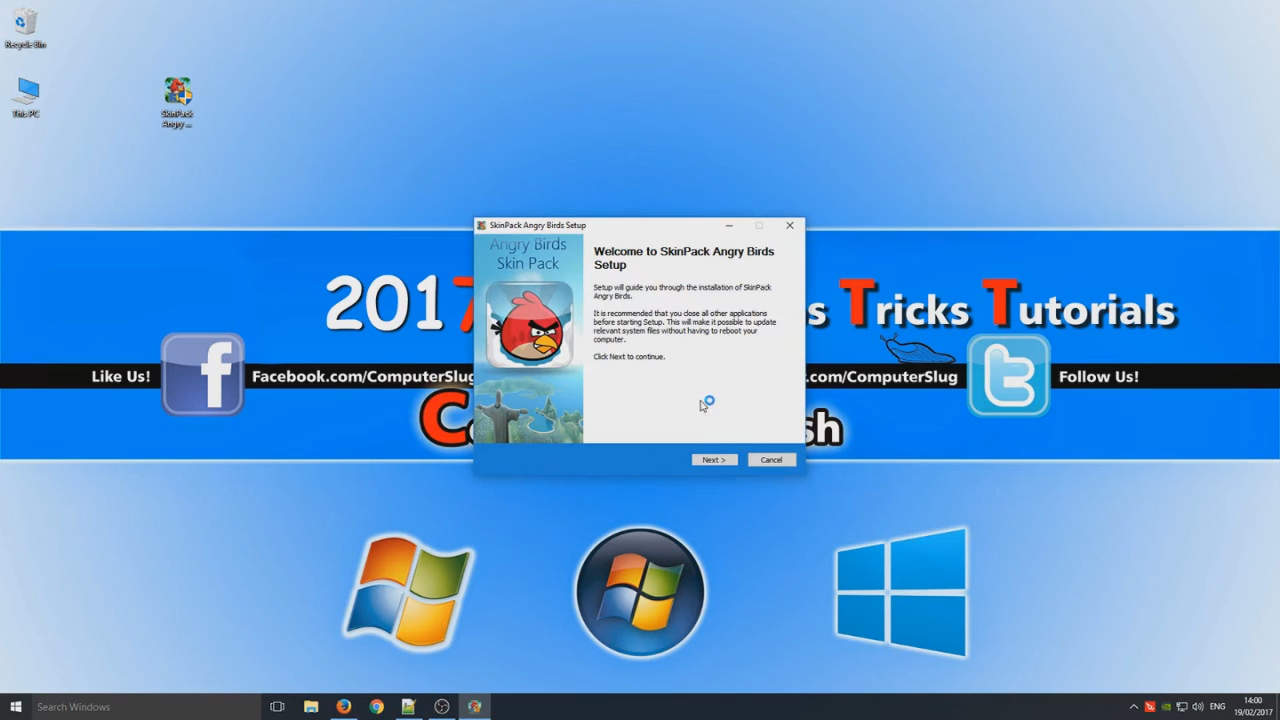 Recycle Bin
This PC
SkinPack
Angry ...
SkinPack Angry Birds Setup
Angry Birds
Skin Pack
Welcome to SkinPack Angry Birds
Setup
Setup will guide you through the installation of SkinPack
Angry Birds.
It is recommended that you close all other applications
before starting Setup. This will make it possible to update
relevant system files without having to reboot your
computer.
Click Next to continue.
Next >
Cancel
2017
s Tricks Tutorials
Like Us!
f
Facebook.com/ComputerSlug
.com/ComputerSlug
t
Follow Us!
C
sh
Search Windows
ENG
14:00
19/02/2017